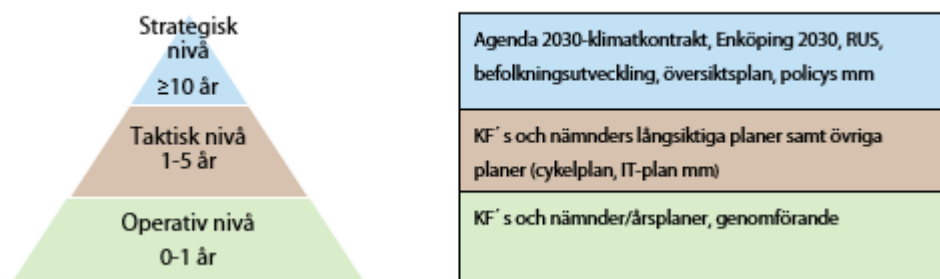 Strategisk
nivå
≥10 år
Agenda 2030-klimatkontrakt, Enköping 2030, RUS,
befolkningsutveckling, översiktsplan, policys mm
Taktisk nivå
1-5 år
KF´s och nämnders långsiktiga planer samt övriga
planer (cykelplan, IT-plan mm)
Operativ nivå
0-1 år
KF´s och nämnder/årsplaner, genomförande